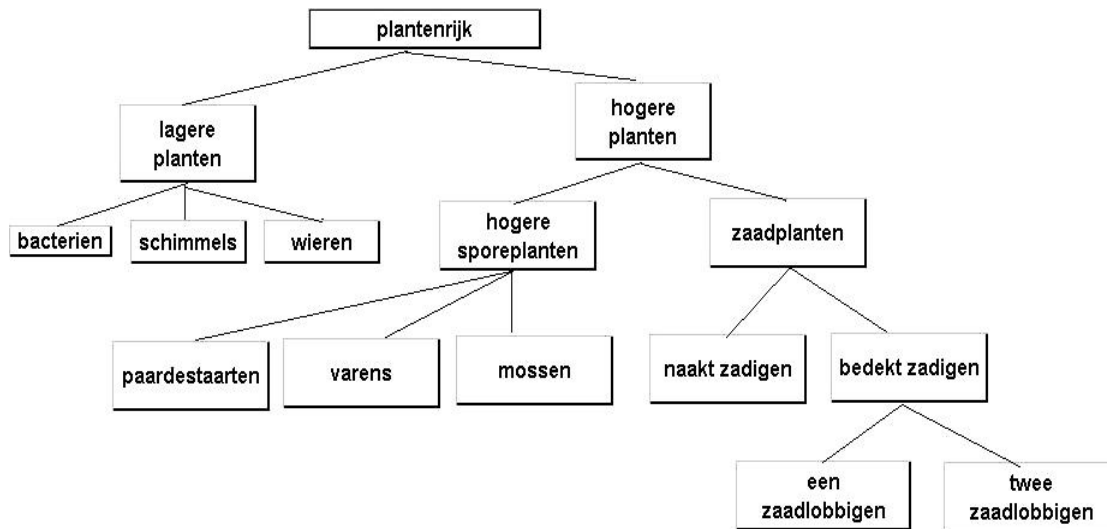 plantenrijk
lagere
planten
hogere
planten
bacterien
schimmels
wieren
hogere
sporeplanten
zaadplanten
paardestaarten
varens
mossen
naakt zadigen
bedekt zadigen
een
zaadlobbigen
twee
zaadlobbigen